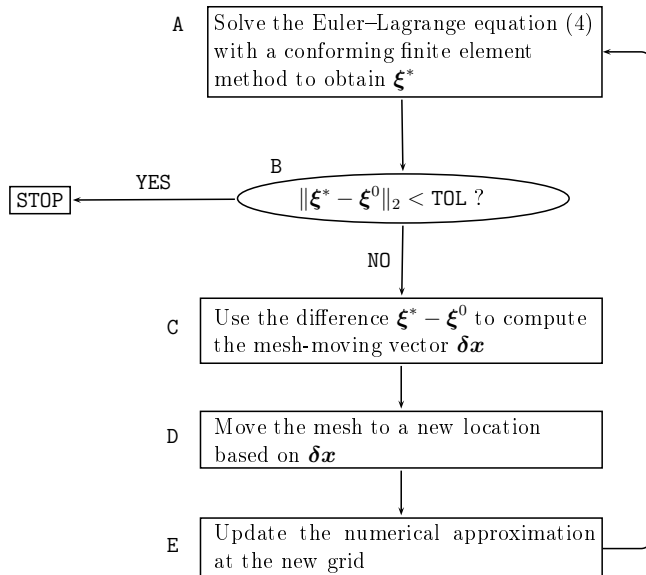 A
Solve the Euler–Lagrange equation (4)
with a conforming finite element
method to obtain ξ*
B
YES
STOP
‖ξ* − ξ⁰‖₂ < TOL ?
NO
C
Use the difference ξ* − ξ⁰ to compute
the mesh-moving vector δx
D
Move the mesh to a new location
based on δx
E
Update the numerical approximation
at the new grid